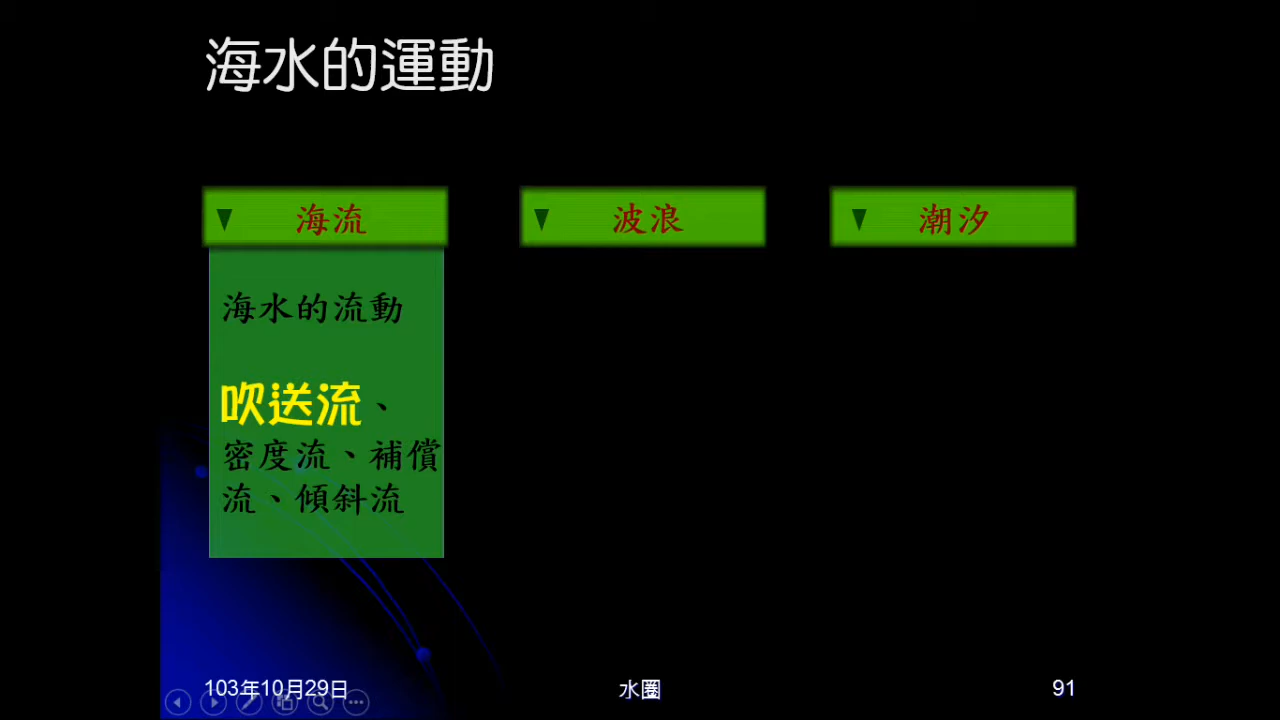 海水的運動
海流
波浪
潮汐
海水的流動
吹送流、
密度流、補償
流、傾斜流
103年10月29日
水圈
91